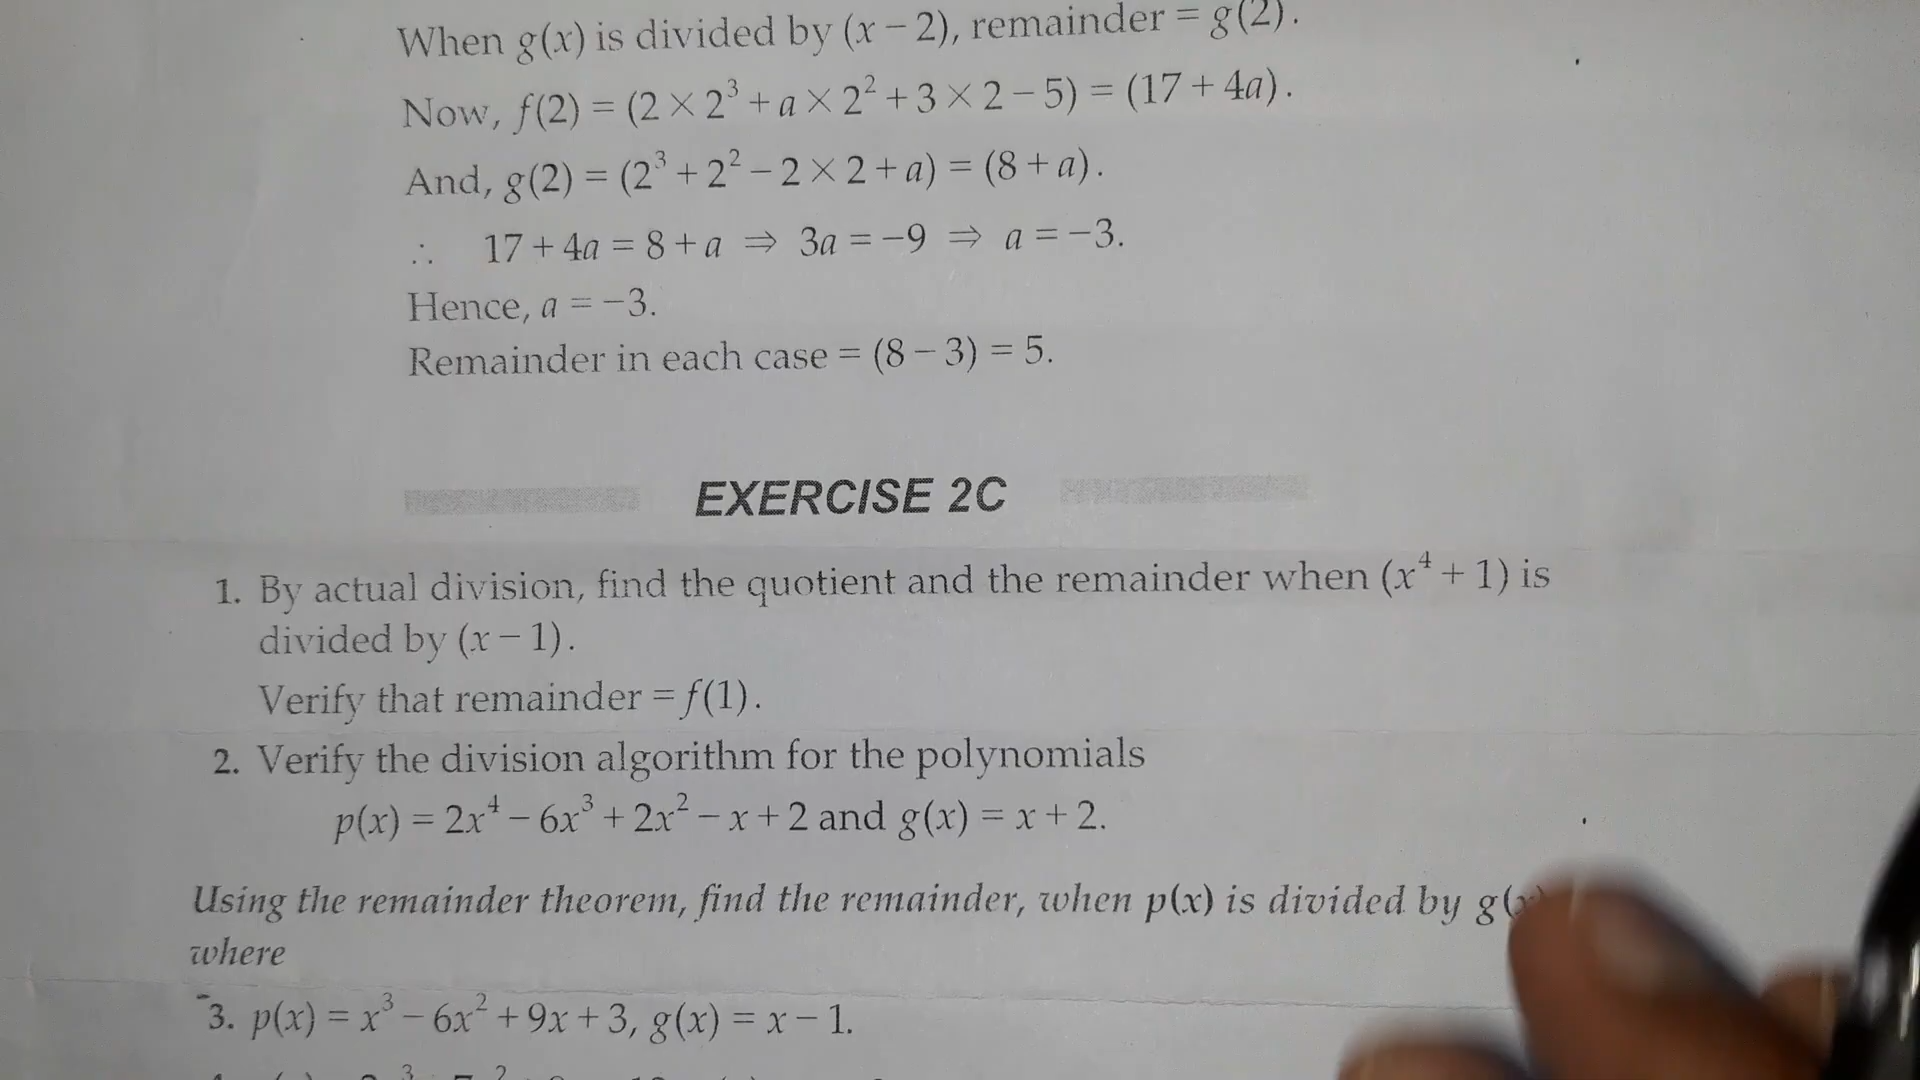 When g(x) is divided by (x − 2), remainder = g(2).
Now, f(2) = (2 × 2³ + a × 2² + 3 × 2 − 5) = (17 + 4a).
And, g(2) = (2³ + 2² − 2 × 2 + a) = (8 + a).
∴ 17 + 4a = 8 + a ⇒ 3a = −9 ⇒ a = −3.
Hence, a = −3.
Remainder in each case = (8 − 3) = 5.
EXERCISE 2C
1. By actual division, find the quotient and the remainder when (x⁴ + 1) is
divided by (x − 1).
Verify that remainder = f(1).
2. Verify the division algorithm for the polynomials
p(x) = 2x⁴ − 6x³ + 2x² − x + 2 and g(x) = x + 2.
Using the remainder theorem, find the remainder, when p(x) is divided by g(x)
where
3. p(x) = x³ − 6x² + 9x + 3, g(x) = x − 1.